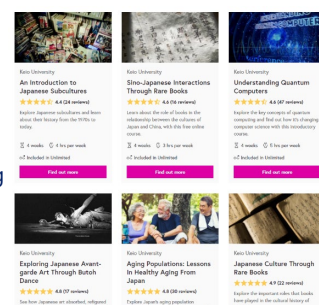 Keio University
An Introduction to
Japanese Subcultures
4.4 (24 reviews)
Explore Japanese subcultures and learn
about their history from the 1970s to
today.
4 weeks 4 hrs per week
Included in Unlimited
Find out more
Keio University
Sino-Japanese Interactions
Through Rare Books
4.6 (16 reviews)
Learn about the role of books in the
relationship between the cultures of
Japan and China, with this free online
course.
4 weeks 3 hrs per week
Included in Unlimited
Find out more
COMPUTERS
Keio University
Understanding Quantum
Computers
4.6 (47 reviews)
Explore the key concepts of quantum
computing and find out how it's changing
computer science with this introductory
course.
4 weeks 5 hrs per week
Included in Unlimited
Find out more
g
Keio University
Exploring Japanese Avant-
garde Art Through Butoh
Dance
4.8 (17 reviews)
See how Japanese art absorbed, refigured
Keio University
Aging Populations: Lessons
In Healthy Aging From
Japan
4.8 (30 reviews)
Explore Japan's aging population
Keio University
Japanese Culture Through
Rare Books
4.9 (22 reviews)
Explore the important roles that books
have played in the cultural history of